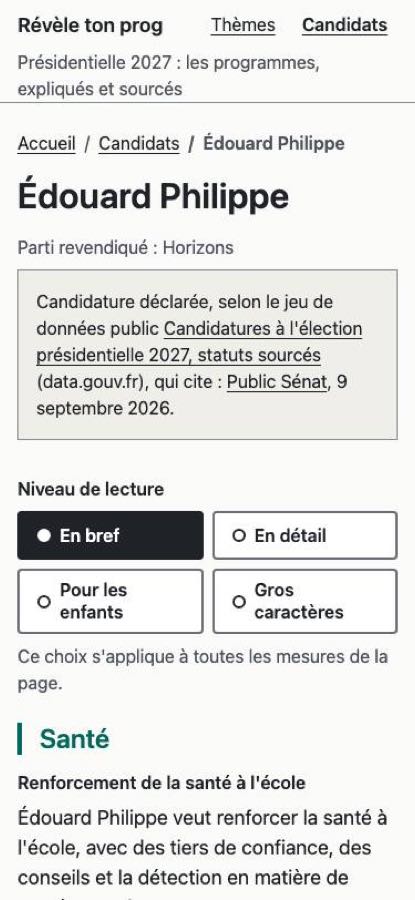 Révèle ton prog Thèmes Candidats
Présidentielle 2027 : les programmes,
expliqués et sourcés
Accueil / Candidats / Édouard Philippe
Édouard Philippe
Parti revendiqué : Horizons
Candidature déclarée, selon le jeu de
données public Candidatures à l'élection
présidentielle 2027, statuts sourcés
(data.gouv.fr), qui cite : Public Sénat, 9
septembre 2026.
Niveau de lecture
En bref
En détail
Pour les
enfants
Gros
caractères
Ce choix s'applique à toutes les mesures de la
page.
Santé
Renforcement de la santé à l'école
Édouard Philippe veut renforcer la santé à
l'école, avec des tiers de confiance, des
conseils et la détection en matière de